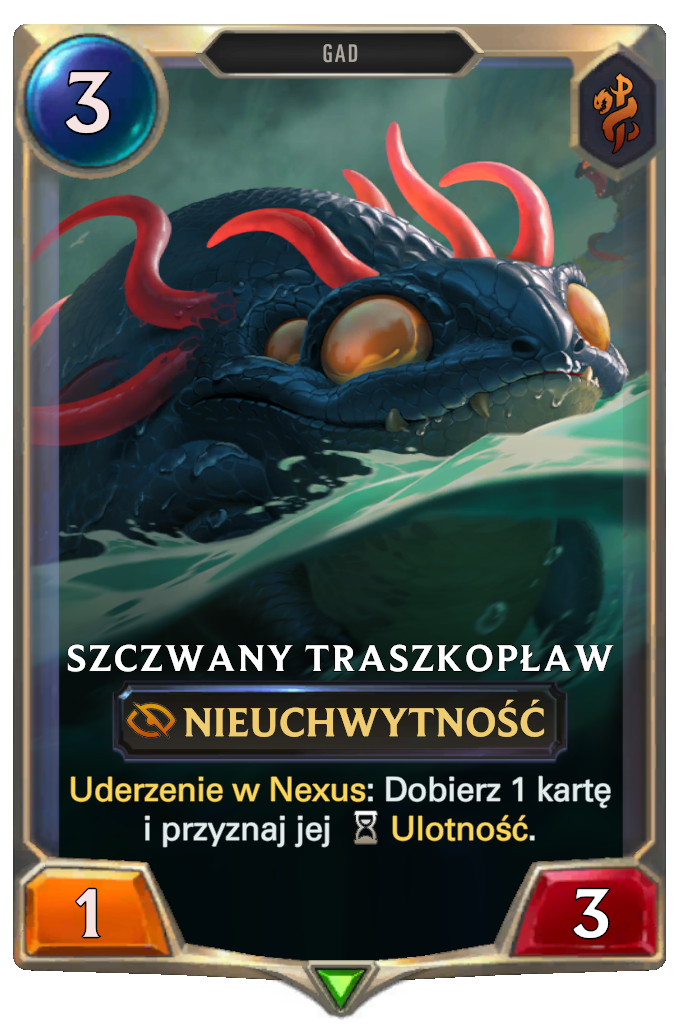 GAD
3
SZCZWANY TRASZKOPŁAW
NIEUCHWYTNOŚĆ
Uderzenie w Nexus: Dobierz 1 kartę
i przyznaj jej Ulotność.
1
3